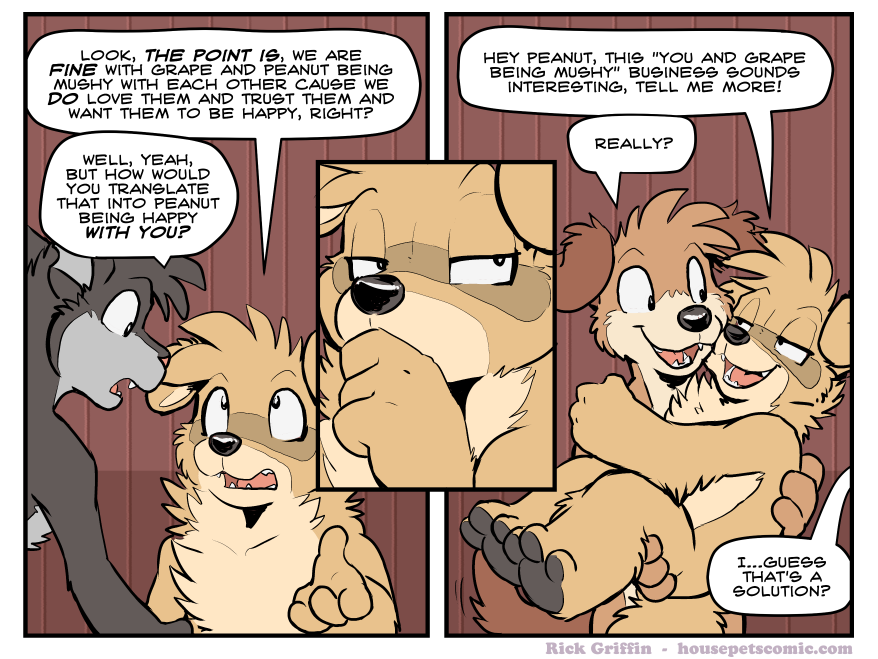 LOOK, THE POINT IS, WE ARE
FINE WITH GRAPE AND PEANUT BEING
MUSHY WITH EACH OTHER CAUSE WE
DO LOVE THEM AND TRUST THEM AND
WANT THEM TO BE HAPPY, RIGHT?
WELL, YEAH,
BUT HOW WOULD
YOU TRANSLATE
THAT INTO PEANUT
BEING HAPPY
WITH YOU?
HEY PEANUT, THIS "YOU AND GRAPE
BEING MUSHY" BUSINESS SOUNDS
INTERESTING, TELL ME MORE!
REALLY?
I...GUESS
THAT'S A
SOLUTION?
Rick Griffin - housepetscomic.com